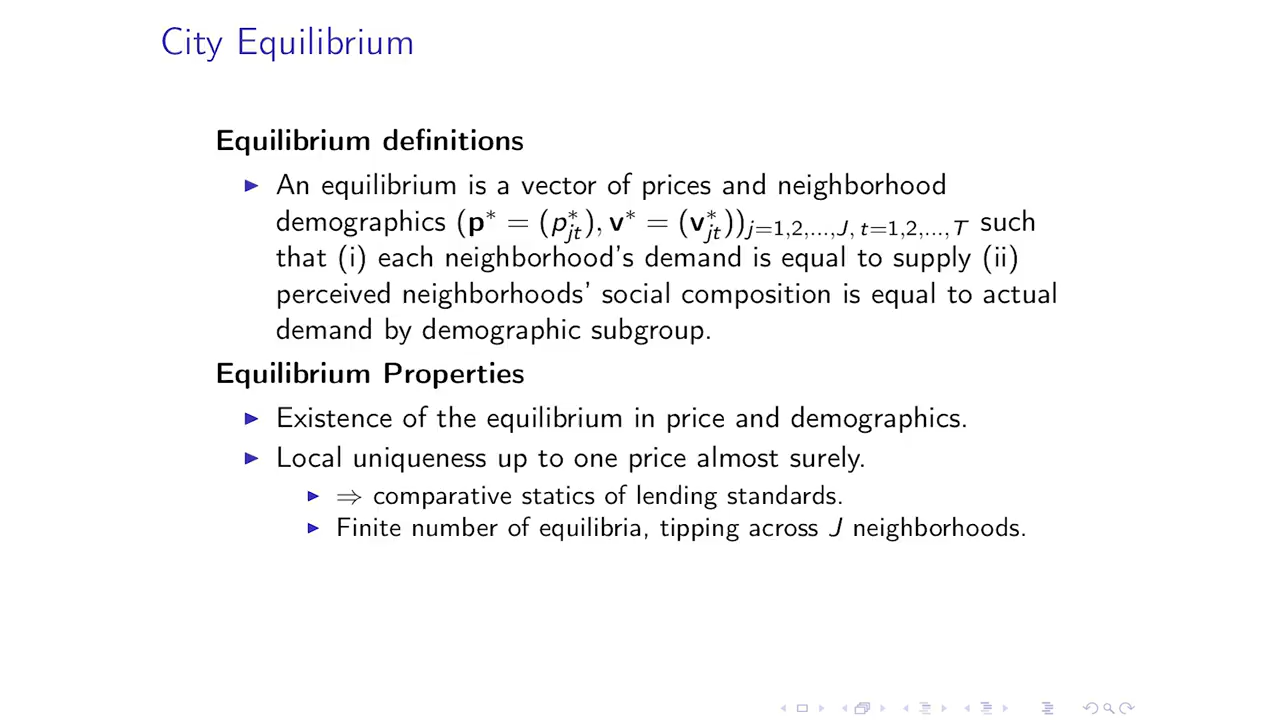 City Equilibrium
Equilibrium definitions
▶ An equilibrium is a vector of prices and neighborhood
demographics (p* = (p*_{jt}), v* = (v*_{jt}))_{j=1,2,...,J, t=1,2,...,T} such
that (i) each neighborhood's demand is equal to supply (ii)
perceived neighborhoods' social composition is equal to actual
demand by demographic subgroup.
Equilibrium Properties
▶ Existence of the equilibrium in price and demographics.
▶ Local uniqueness up to one price almost surely.
▶ ⇒ comparative statics of lending standards.
▶ Finite number of equilibria, tipping across J neighborhoods.